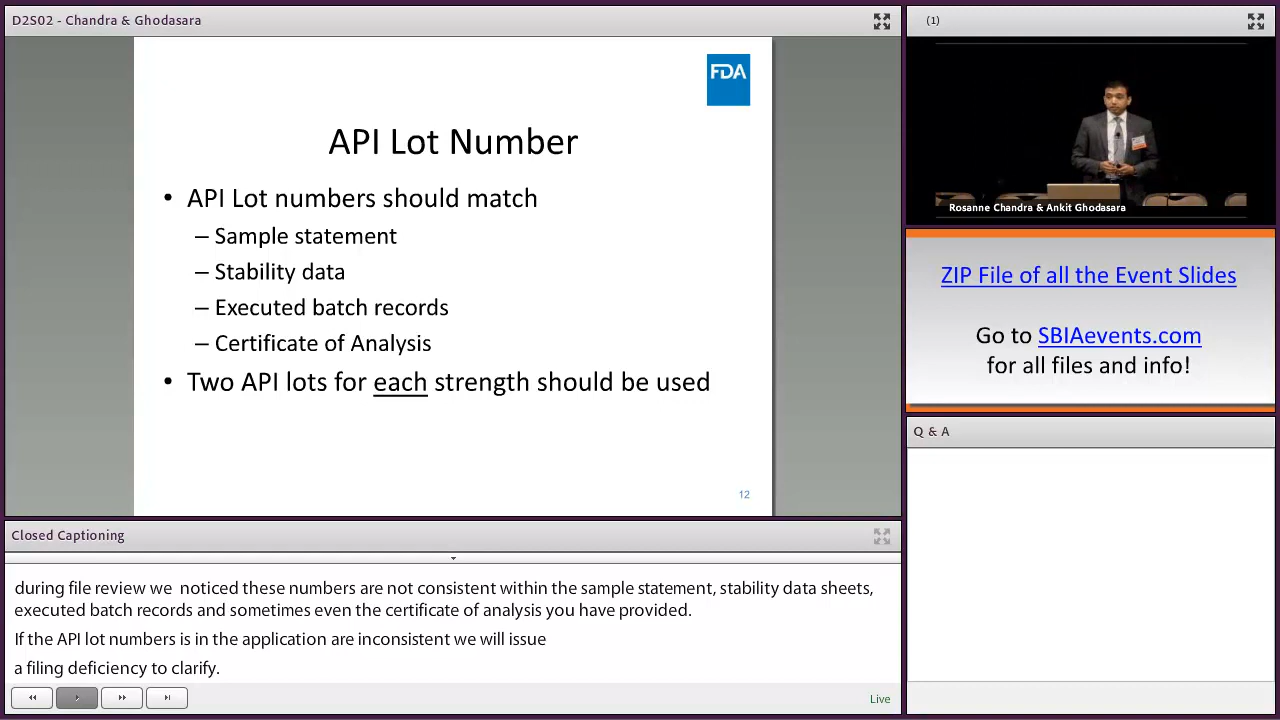 D2S02 - Chandra & Ghodasara
FDA
API Lot Number
• API Lot numbers should match
– Sample statement
– Stability data
– Executed batch records
– Certificate of Analysis
• Two API lots for each strength should be used
12
Closed Captioning
during file review we  noticed these numbers are not consistent within the sample statement, stability data sheets,
executed batch records and sometimes even the certificate of analysis you have provided.
If the API lot numbers is in the application are inconsistent we will issue
a filing deficiency to clarify.
Live
(1)
Rosanne Chandra & Ankit Ghodasara
ZIP File of all the Event Slides
Go to SBIAevents.com
for all files and info!
Q & A